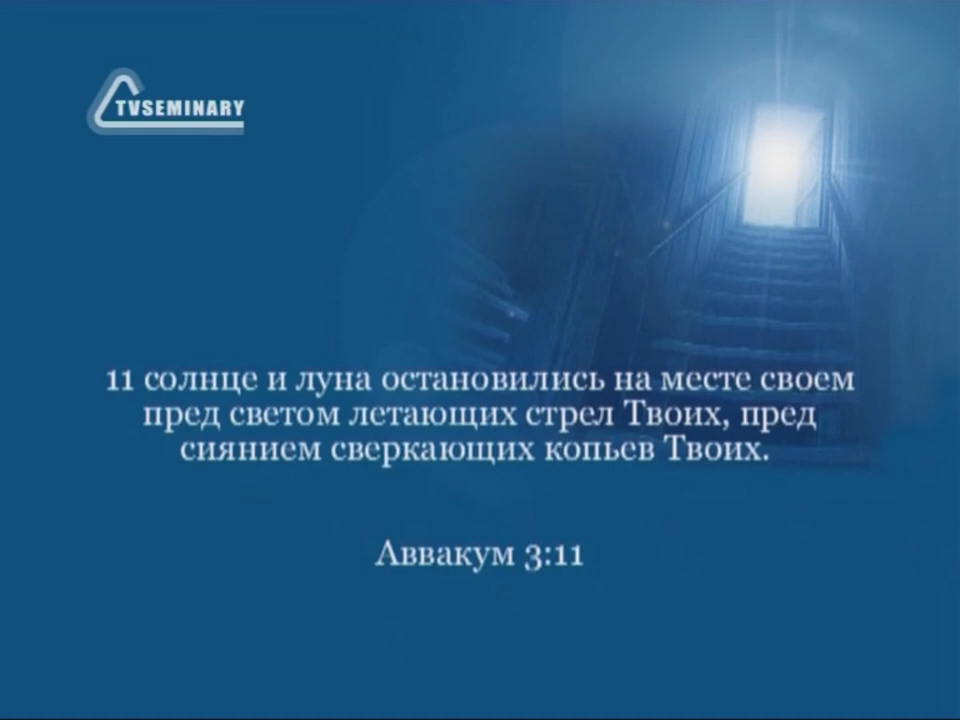 TVSEMINARY
11 солнце и луна остановились на месте своем
пред светом летающих стрел Твоих, пред
сиянием сверкающих копьев Твоих.
Аввакум 3:11